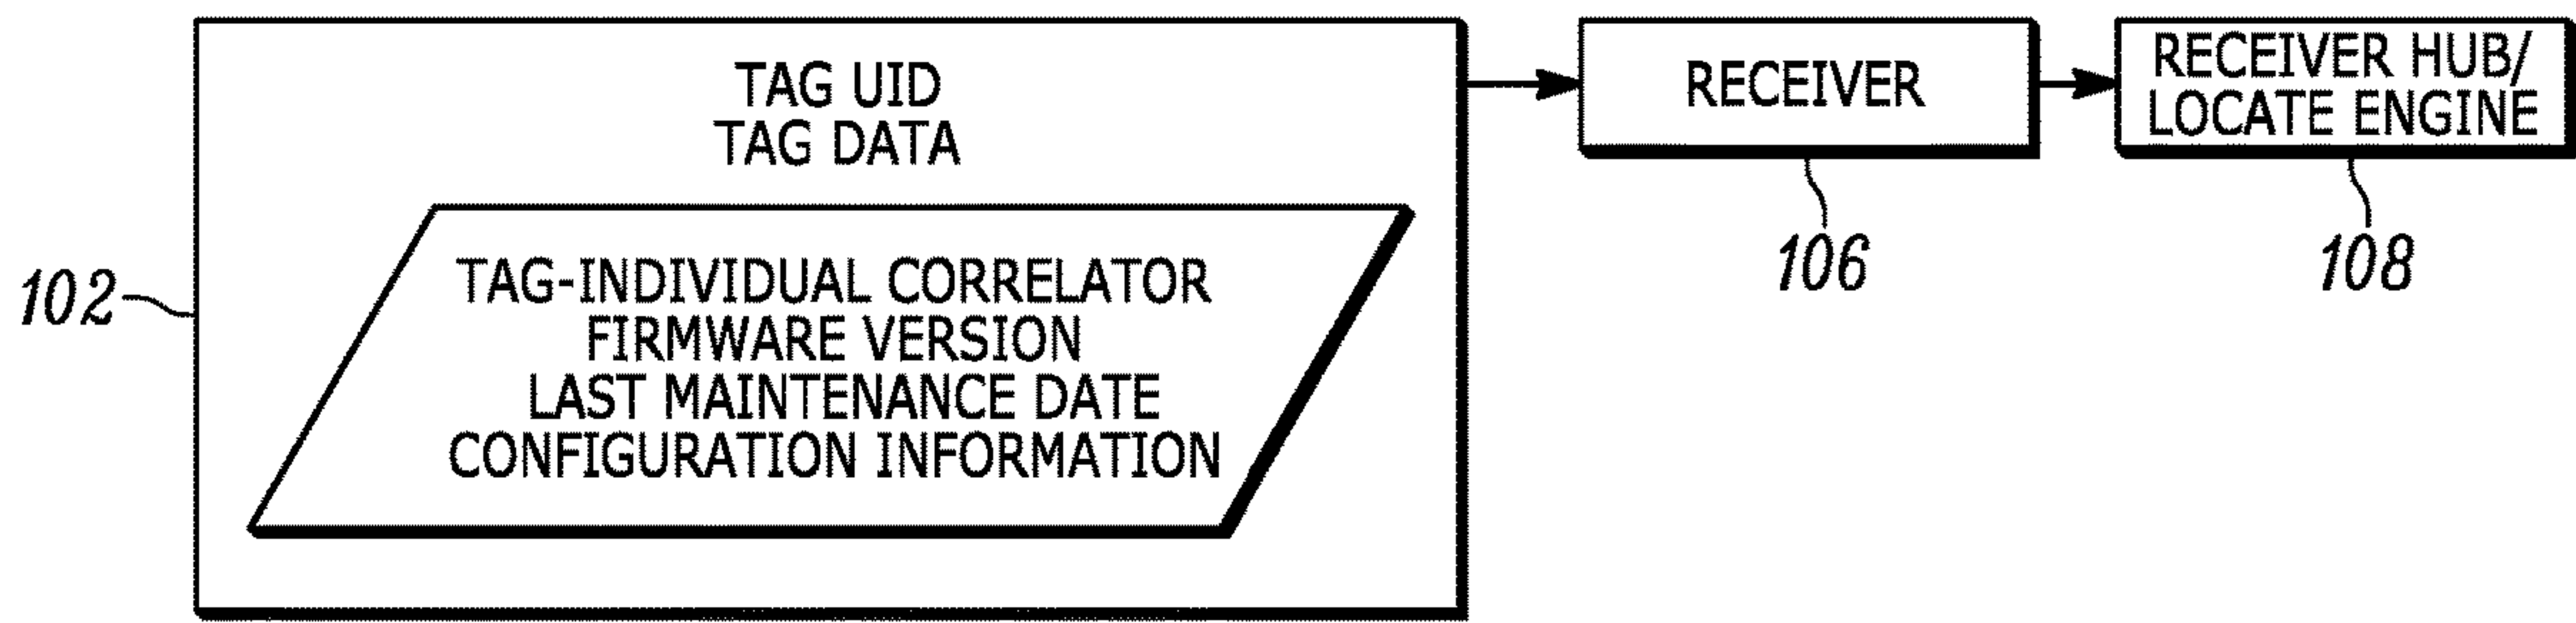 TAG UID
TAG DATA
TAG-INDIVIDUAL CORRELATOR
FIRMWARE VERSION
LAST MAINTENANCE DATE
CONFIGURATION INFORMATION
102
RECEIVER
106
RECEIVER HUB/
LOCATE ENGINE
108